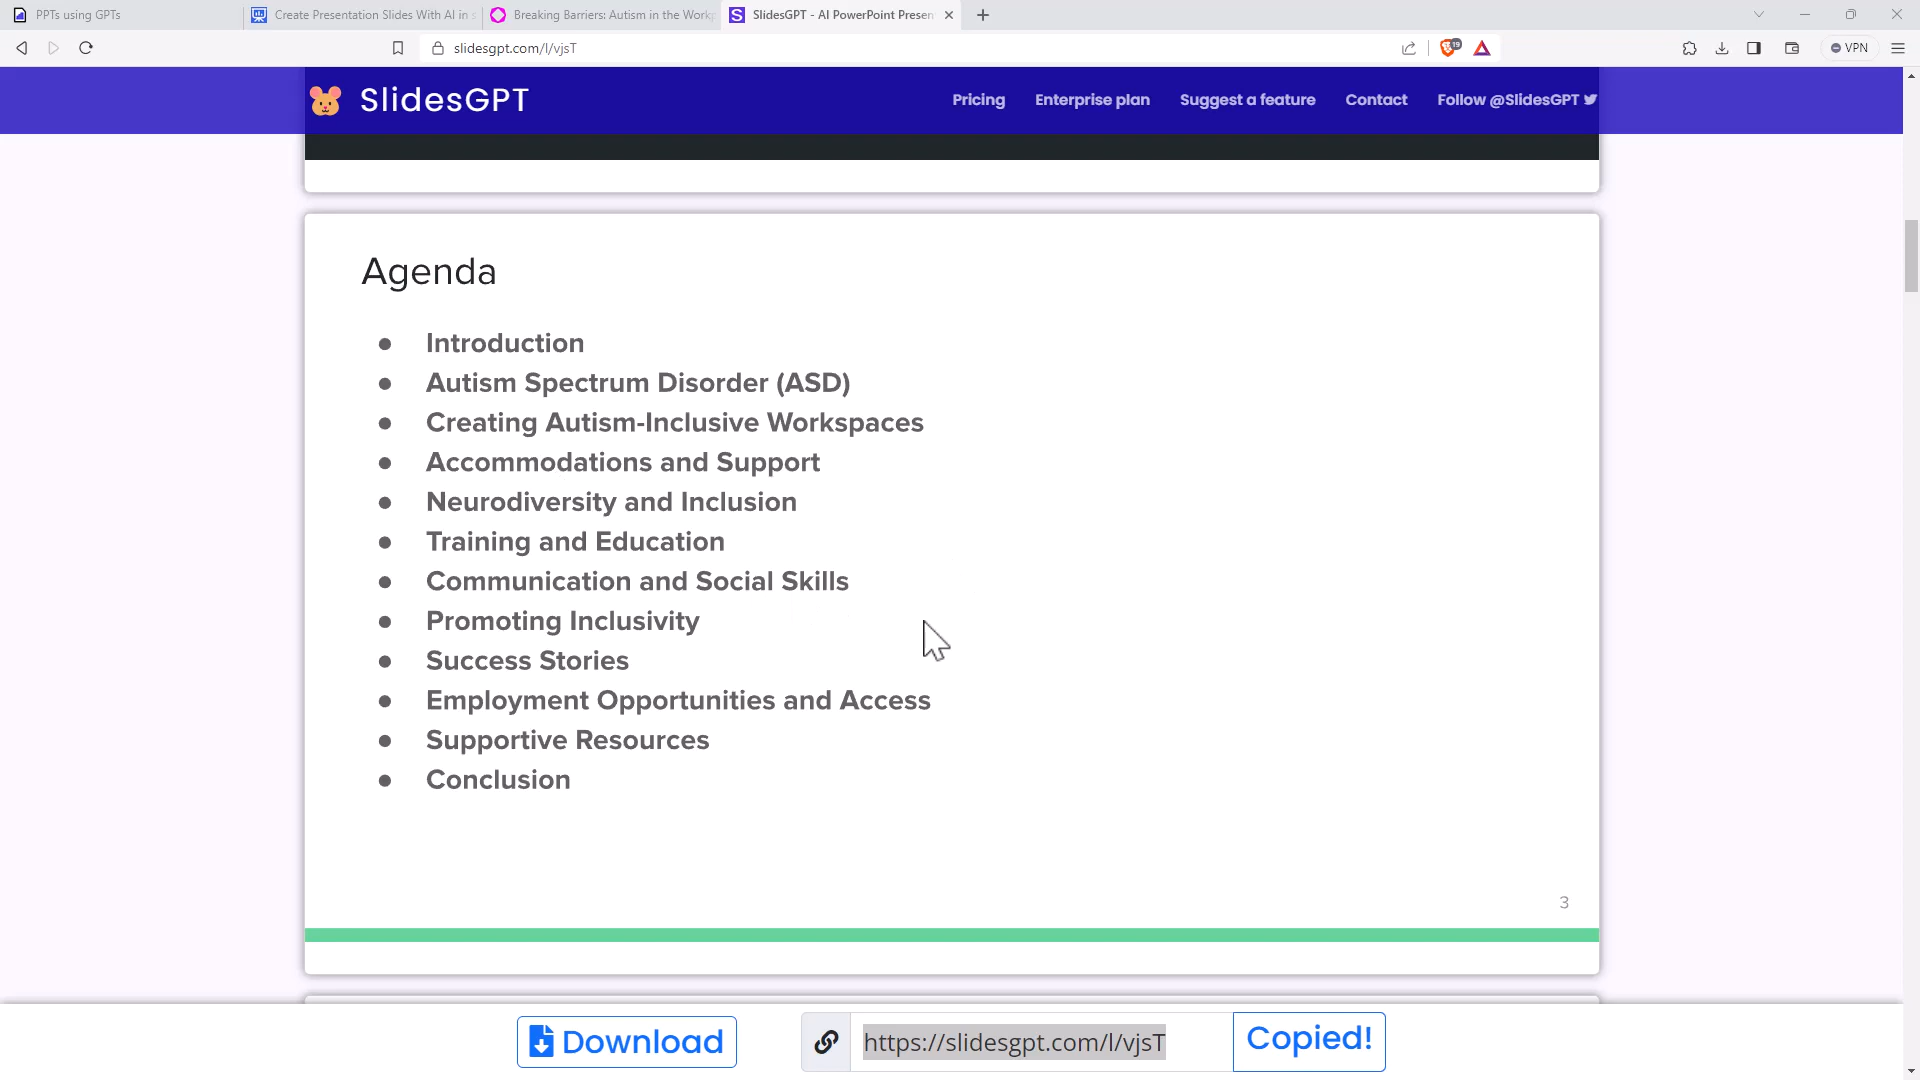 PPTs using GPTs
Create Presentation Slides With AI in s
Breaking Barriers: Autism in the Workp
SlidesGPT - AI PowerPoint Presen
slidesgpt.com/l/vjsT
19
VPN
SlidesGPT
Pricing
Enterprise plan
Suggest a feature
Contact
Follow @SlidesGPT
Agenda
● Introduction
● Autism Spectrum Disorder (ASD)
● Creating Autism-Inclusive Workspaces
● Accommodations and Support
● Neurodiversity and Inclusion
● Training and Education
● Communication and Social Skills
● Promoting Inclusivity
● Success Stories
● Employment Opportunities and Access
● Supportive Resources
● Conclusion
3
Download
https://slidesgpt.com/l/vjsT
Copied!